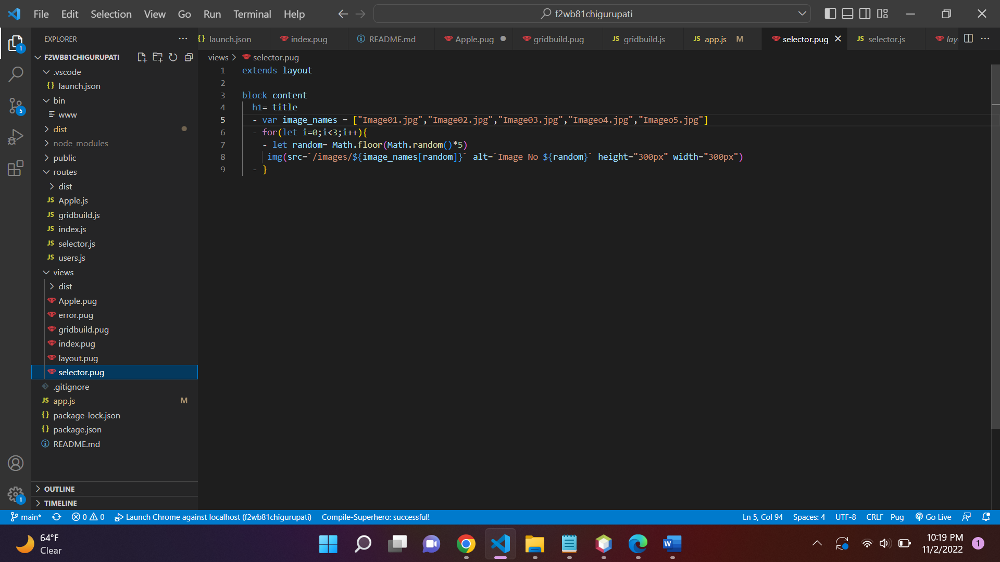 File Edit Selection View Go Run Terminal Help
f2wb81chigurupati
EXPLORER
launch.json index.pug README.md Apple.pug gridbuild.pug gridbuild.js app.js M selector.pug selector.js lay
F2WB81CHIGURUPATI
views > selector.pug
.vscode
launch.json
bin
www
dist
node_modules
public
routes
dist
Apple.js
gridbuild.js
index.js
selector.js
users.js
views
dist
Apple.pug
error.pug
gridbuild.pug
index.pug
layout.pug
selector.pug
.gitignore
app.js M
package-lock.json
package.json
README.md
OUTLINE
TIMELINE
1 extends layout
2
3 block content
4 h1= title
5 - var image_names = ["Image01.jpg","Image02.jpg","Image03.jpg","Imageo4.jpg","Imageo5.jpg"]
6 - for(let i=0;i<3;i++){
7 - let random= Math.floor(Math.random()*5)
8 img(src=`/images/${image_names[random]}` alt=`Image No ${random}` height="300px" width="300px")
9 - }
1
5
1
main* 0 0 Launch Chrome against localhost (f2wb81chigurupati) Compile-Superhero: successful! Ln 5, Col 94 Spaces: 4 UTF-8 CRLF Pug Go Live
64°F
Clear
10:19 PM
11/2/2022
1